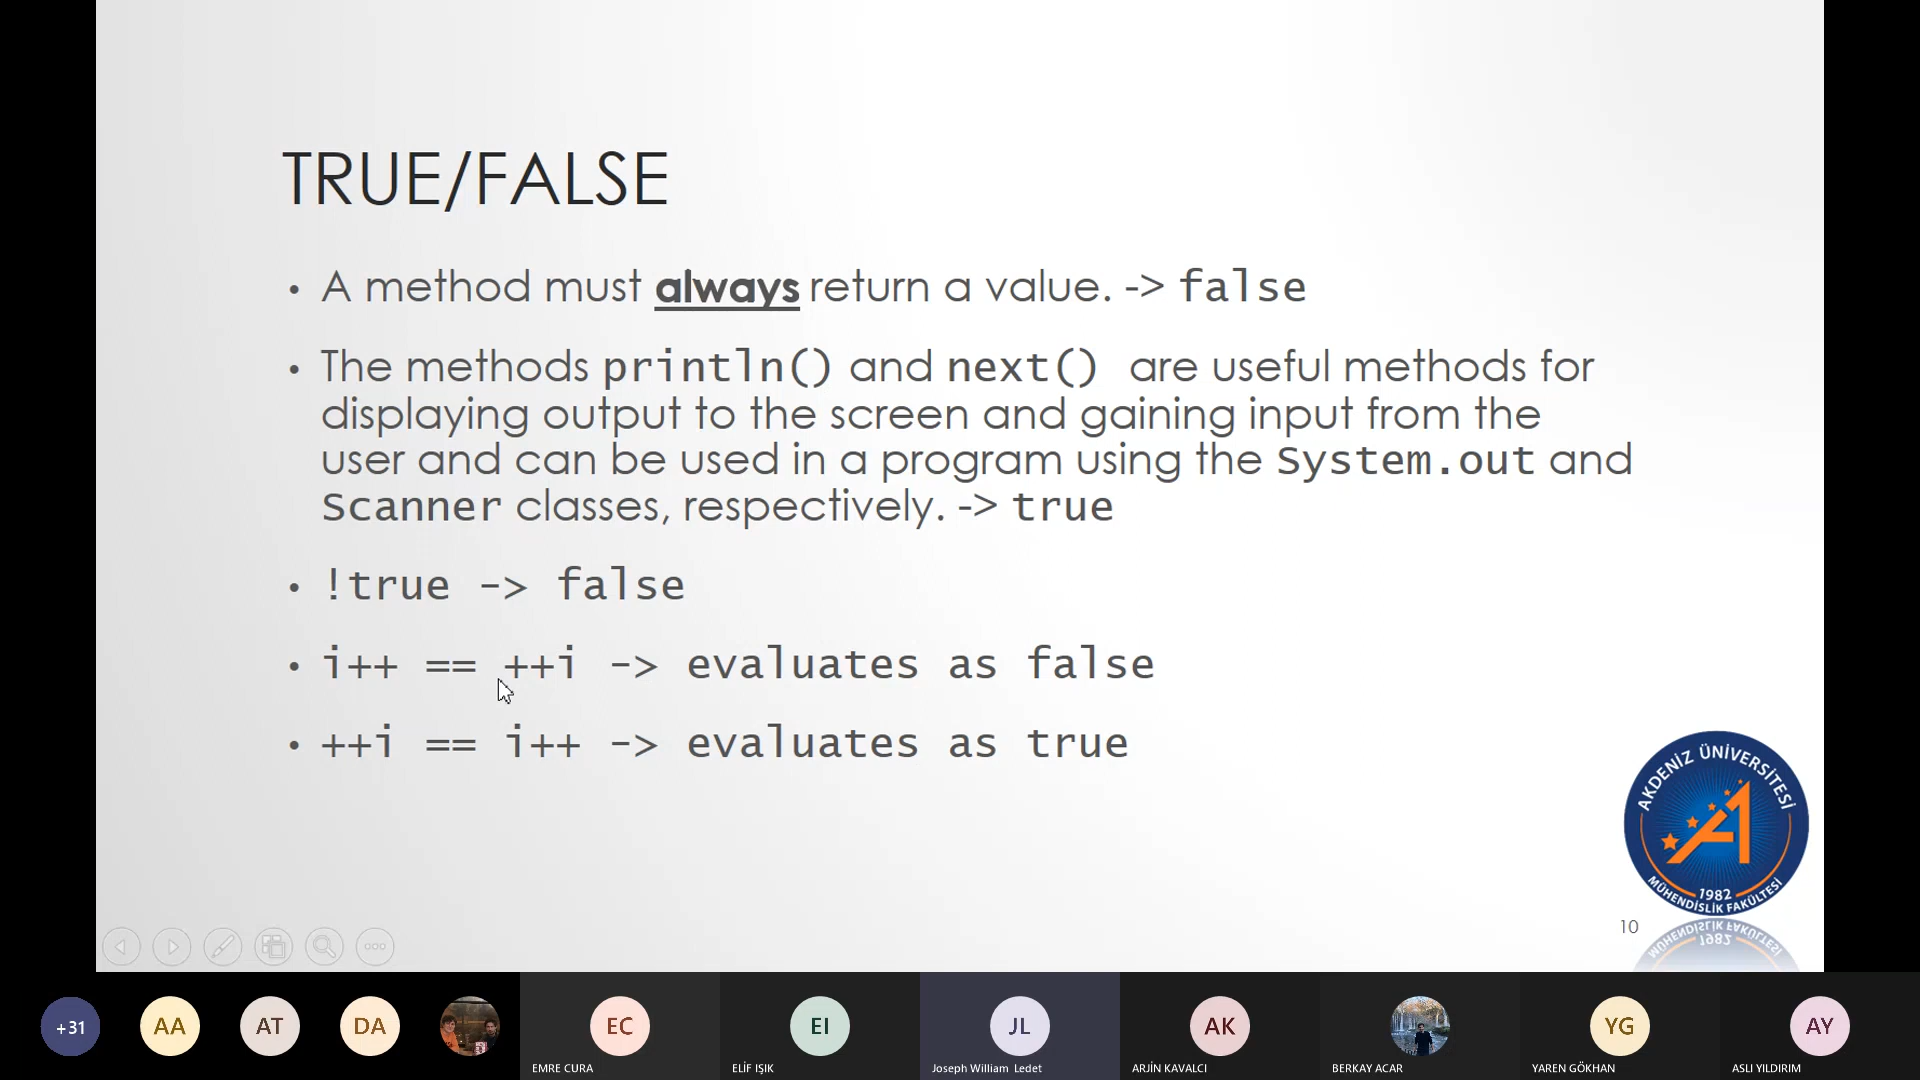 TRUE/FALSE
• A method must always return a value. -> false
• The methods println() and next() are useful methods for
displaying output to the screen and gaining input from the
user and can be used in a program using the System.out and
Scanner classes, respectively. -> true
• !true -> false
• i++ == ++i -> evaluates as false
• ++i == i++ -> evaluates as true
AKDENİZ ÜNİVERSİTESİ
1982
MÜHENDİSLİK FAKÜLTESİ
10
+31
AA
AT
DA
EC
EI
JL
AK
YG
AY
EMRE CURA
ELİF IŞIK
Joseph William Ledet
ARJİN KAVALCI
BERKAY ACAR
YAREN GÖKHAN
ASLI YILDIRIM